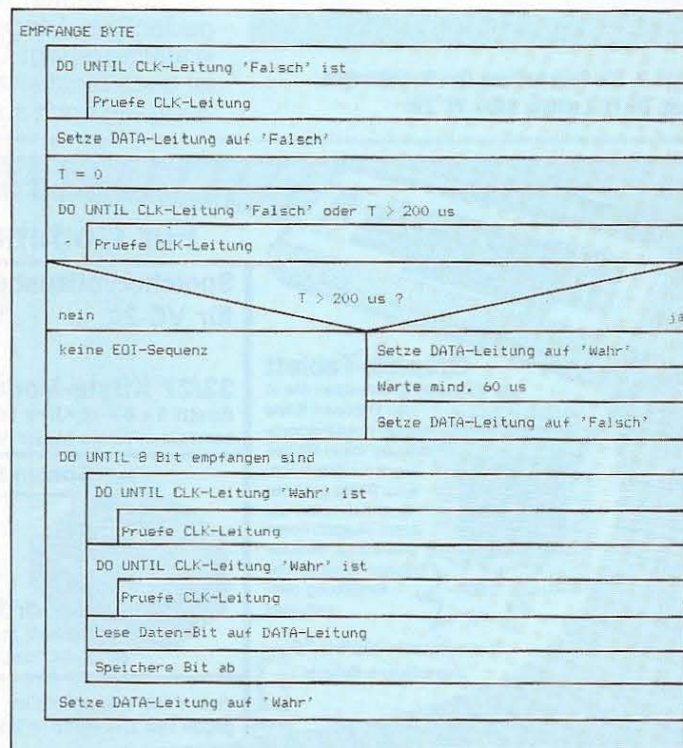 EMPFANGE BYTE
DO UNTIL CLK-Leitung 'Falsch' ist
Pruefe CLK-Leitung
Setze DATA-Leitung auf 'Falsch'
T = 0
DO UNTIL CLK-Leitung 'Falsch' oder T > 200 us
Pruefe CLK-Leitung
T > 200 us ?
nein
ja
keine EOI-Sequenz
Setze DATA-Leitung auf 'Wahr'
Warte mind. 60 us
Setze DATA-Leitung auf 'Falsch'
DO UNTIL 8 Bit empfangen sind
DO UNTIL CLK-Leitung 'Wahr' ist
Pruefe CLK-Leitung
DO UNTIL CLK-Leitung 'Wahr' ist
Pruefe CLK-Leitung
Lese Daten-Bit auf DATA-Leitung
Speichere Bit ab
Setze DATA-Leitung auf 'Wahr'